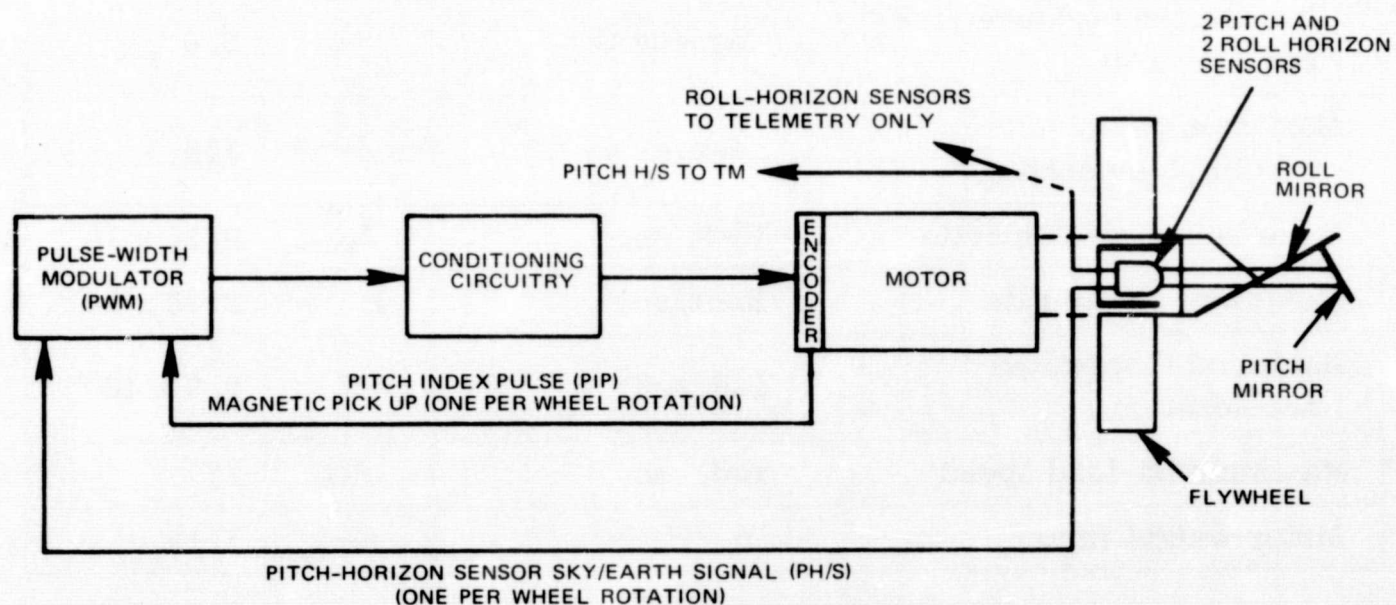 2 PITCH AND
2 ROLL HORIZON
SENSORS
ROLL-HORIZON SENSORS
TO TELEMETRY ONLY
PITCH H/S TO TM
ROLL
MIRROR
PULSE-WIDTH
MODULATOR
(PWM)
CONDITIONING
CIRCUITRY
ENCODER
MOTOR
PITCH
MIRROR
PITCH INDEX PULSE (PIP)
MAGNETIC PICK UP (ONE PER WHEEL ROTATION)
FLYWHEEL
PITCH-HORIZON SENSOR SKY/EARTH SIGNAL (PH/S)
(ONE PER WHEEL ROTATION)